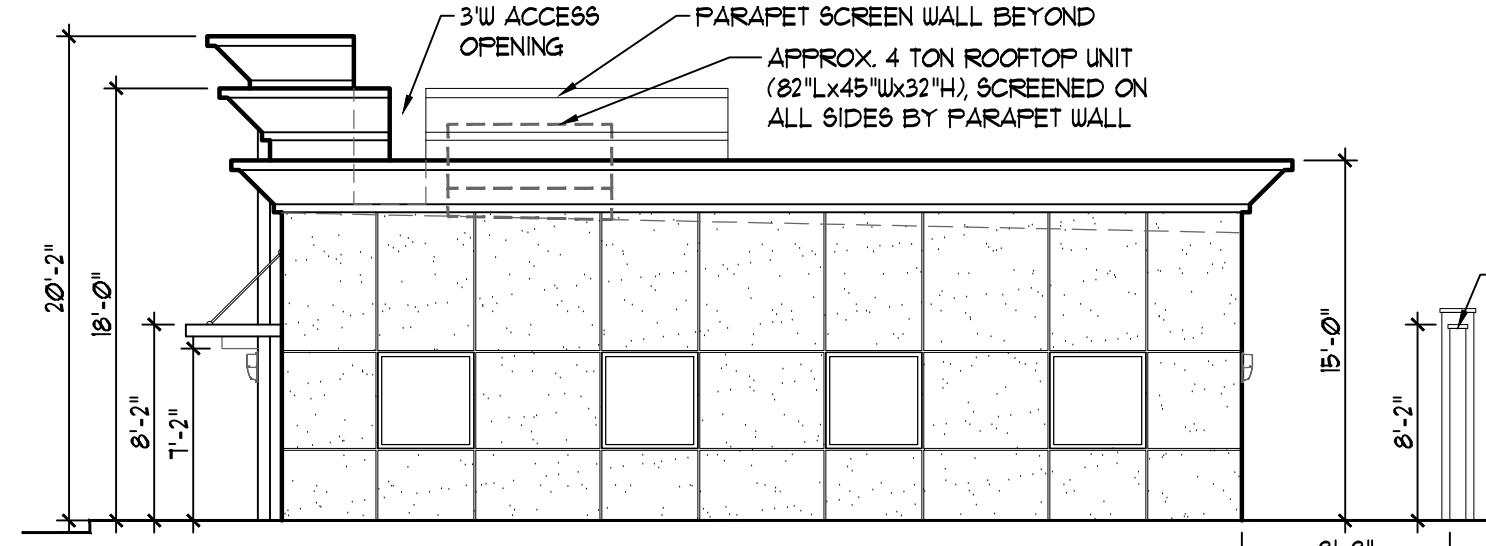 3'W ACCESS
OPENING
PARAPET SCREEN WALL BEYOND
APPROX. 4 TON ROOFTOP UNIT
(82"Lx45"Wx32"H), SCREENED ON
ALL SIDES BY PARAPET WALL
20'-2"
18'-0"
8'-2"
7'-2"
15'-0"
8'-2"